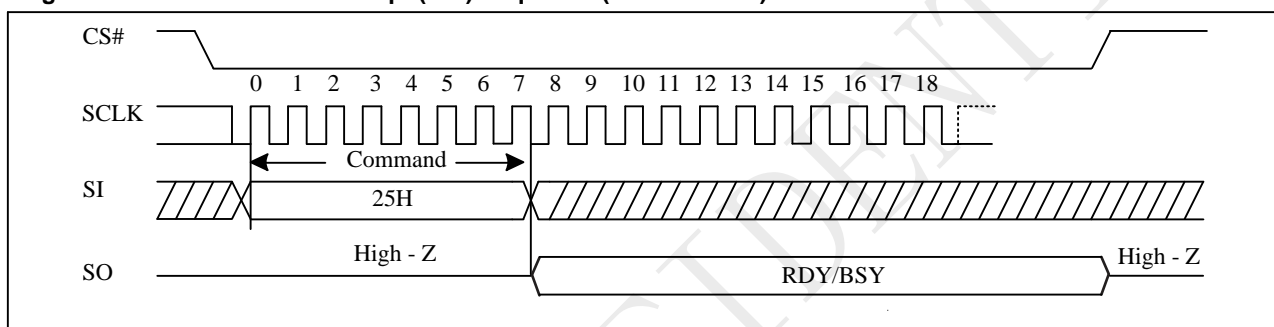 CS#
0 1 2 3 4 5 6 7 8 9 10 11 12 13 14 15 16 17 18
SCLK
Command
SI
25H
High - Z
SO
RDY/BSY
High - Z